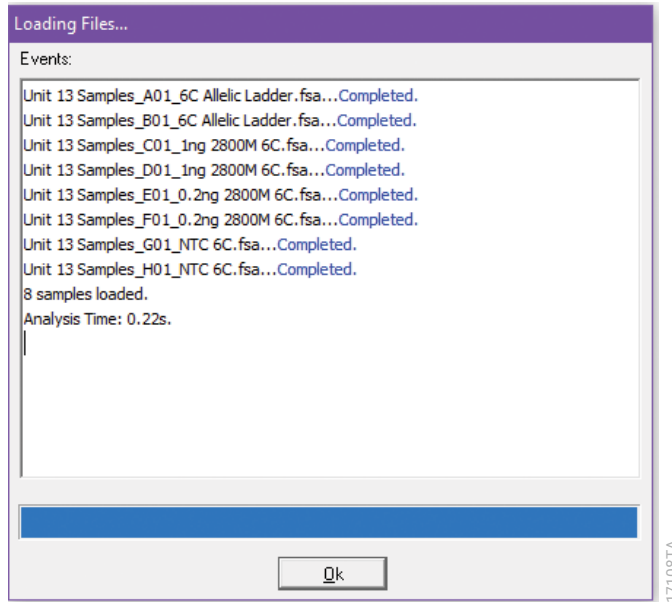 Loading Files...
Events:
Unit 13 Samples_A01_6C Allelic Ladder.fsa...Completed.
Unit 13 Samples_B01_6C Allelic Ladder.fsa...Completed.
Unit 13 Samples_C01_1ng 2800M 6C.fsa...Completed.
Unit 13 Samples_D01_1ng 2800M 6C.fsa...Completed.
Unit 13 Samples_E01_0.2ng 2800M 6C.fsa...Completed.
Unit 13 Samples_F01_0.2ng 2800M 6C.fsa...Completed.
Unit 13 Samples_G01_NTC 6C.fsa...Completed.
Unit 13 Samples_H01_NTC 6C.fsa...Completed.
8 samples loaded.
Analysis Time: 0.22s.
Ok
17108TA